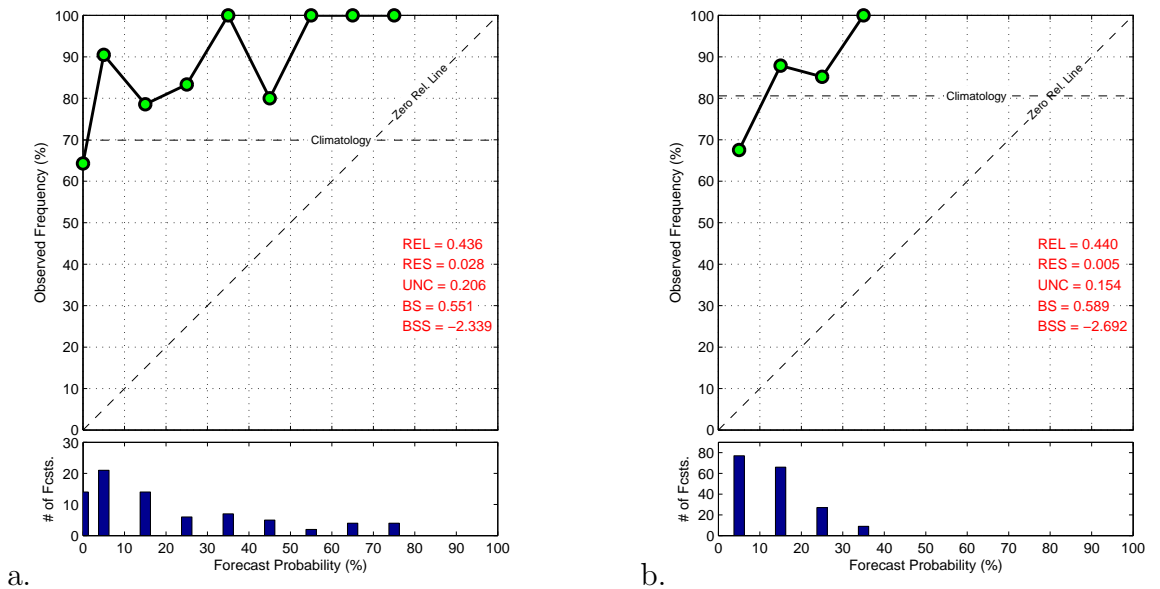 100
90
80
70
60
50
40
30
20
10
0
Observed Frequency (%)
Zero Rel. Line
Climatology
REL = 0.436
RES = 0.028
UNC = 0.206
BS = 0.551
BSS = −2.339
30
20
10
0
# of Fcsts.
0 10 20 30 40 50 60 70 80 90 100
Forecast Probability (%)
a.
100
90
80
70
60
50
40
30
20
10
0
Observed Frequency (%)
Zero Rel. Line
Climatology
REL = 0.440
RES = 0.005
UNC = 0.154
BS = 0.589
BSS = −2.692
80
60
40
20
0
# of Fcsts.
0 10 20 30 40 50 60 70 80 90 100
Forecast Probability (%)
b.